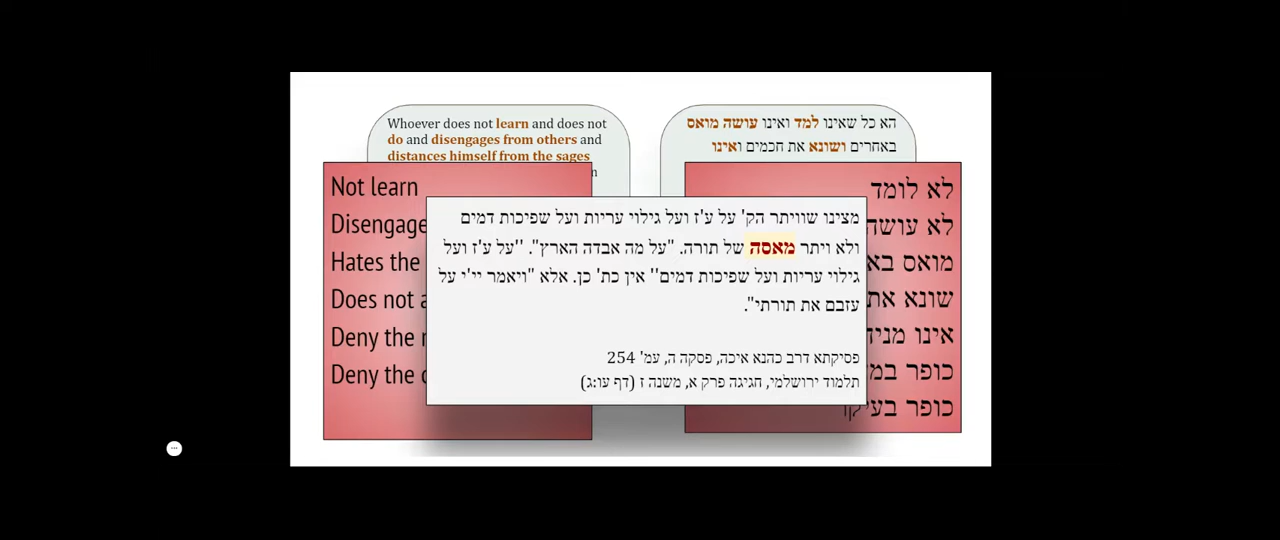 Whoever does not learn and does not
do and disengages from others and
distances himself from the sages
הא כל שאינו למד ואינו עושה מואס
באחרים ושונא את חכמים ואינו
Not learn
Disengage
Hates the
Does not a
Deny the
Deny the
לא לומד
לא עושה
מואס בא
שונא את
אינו מניח
כופר במ
כופר בעיקר
מצינו שוויתר הק' על ע'ז ועל גילוי עריות ועל שפיכות דמים
ולא ויתר מאסה של תורה. "על מה אבדה הארץ". ''על ע'ז ועל
גילוי עריות ועל שפיכות דמים'' אין כת' כן. אלא "ויאמר יי'י על
עזבם את תורתי".
פסיקתא דרב כהנא איכה, פסקה ה, עמ' 254
תלמוד ירושלמי, חגיגה פרק א, משנה ז (דף עו:ג)